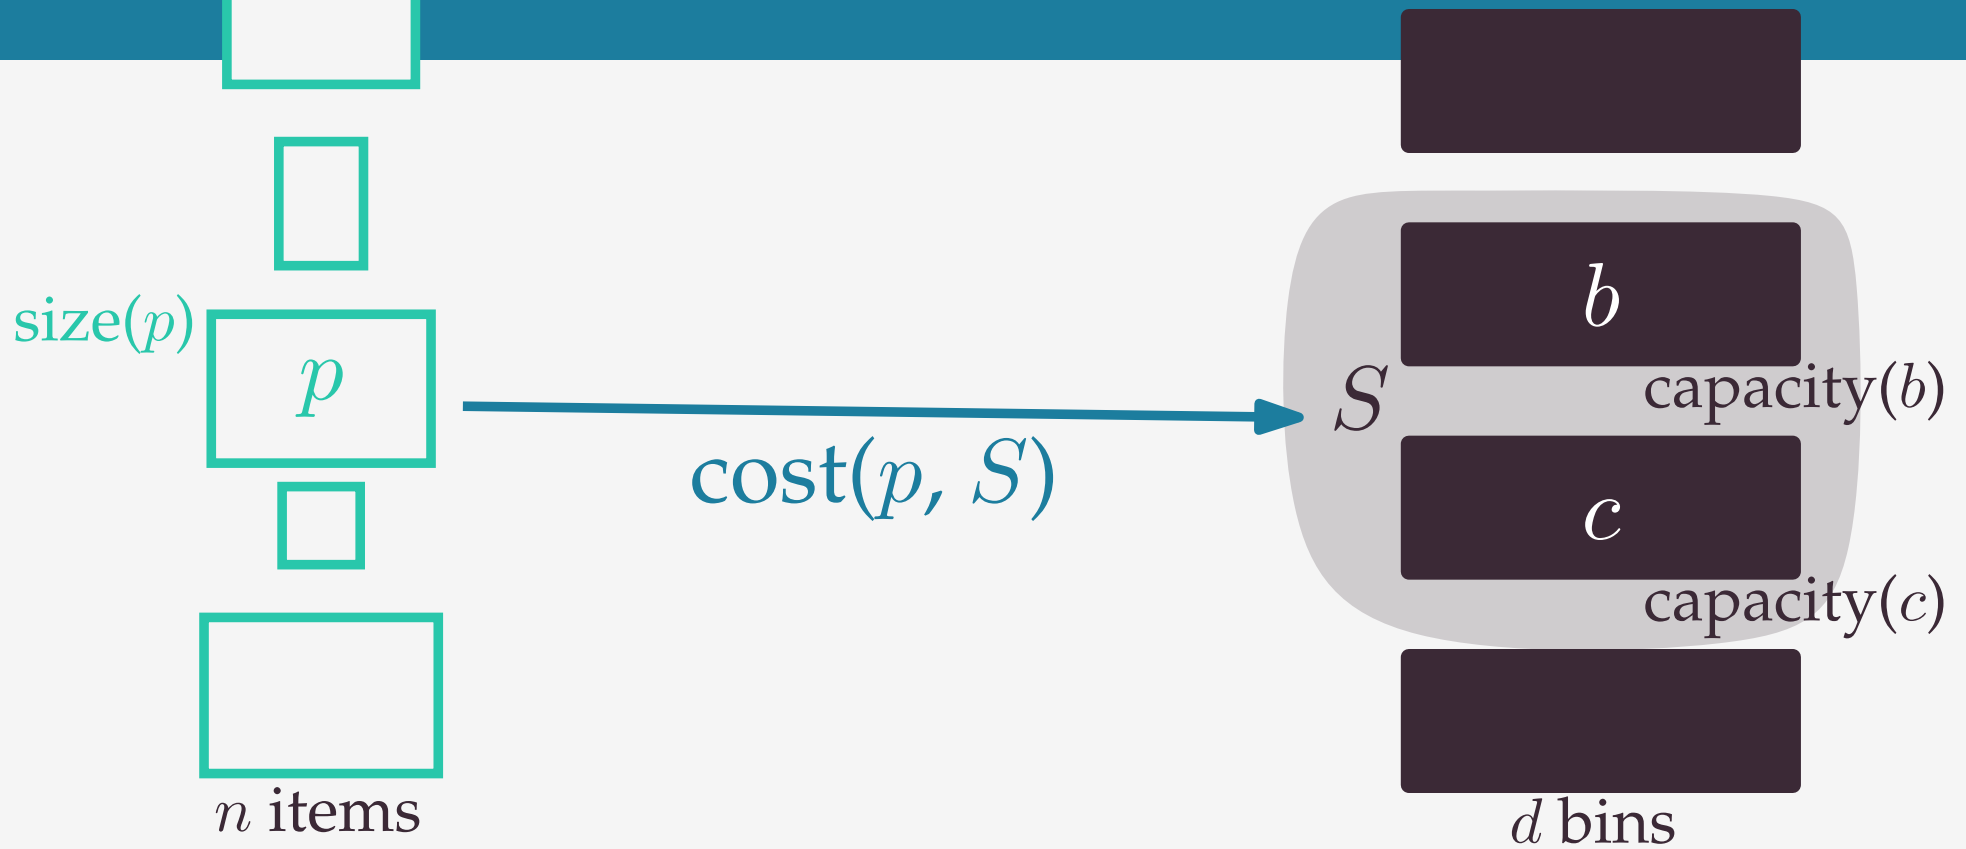 size(p)
p
n items
cost(p, S)
S
b
capacity(b)
c
capacity(c)
d bins